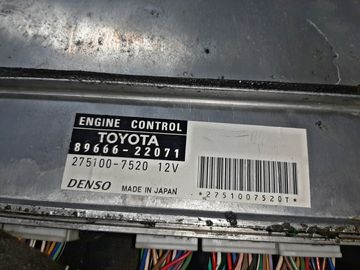 ENGINE CONTROL
TOYOTA
89666-22071
275100-7520 12V
DENSO MADE IN JAPAN
*2751007520T*